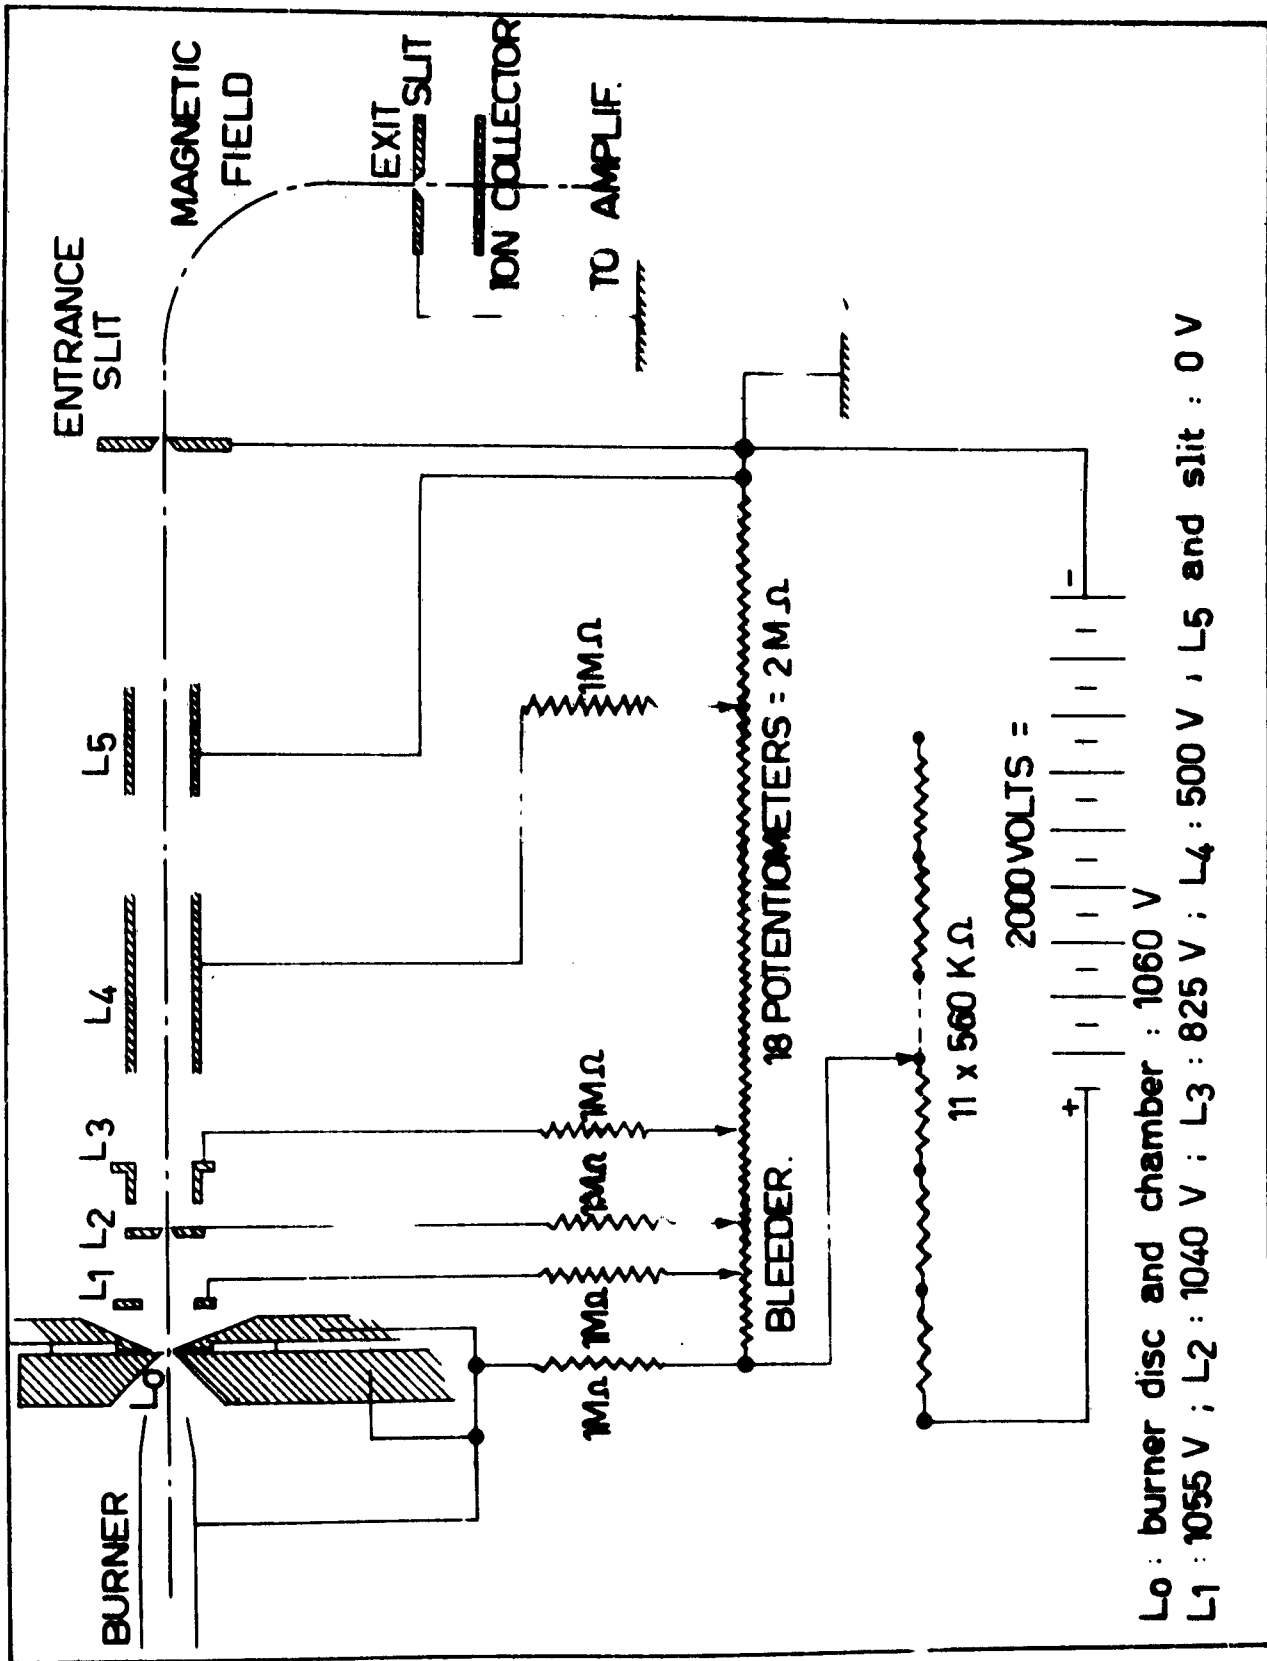 BURNER
Lo
L1
L2
L3
L4
L5
ENTRANCE
SLIT
MAGNETIC
FIELD
EXIT
SLIT
ION COLLECTOR
TO AMPLIF.
1MΩ
1MΩ
1MΩ
1MΩ
1MΩ
BLEEDER.
18 POTENTIOMETERS = 2 MΩ
11 x 560 KΩ
2000 VOLTS =
+
-
Lo : burner disc and chamber : 1060 V
L1 : 1055 V ; L2 : 1040 V ; L3 : 825 V ; L4 : 500 V ; L5 and slit : 0 V